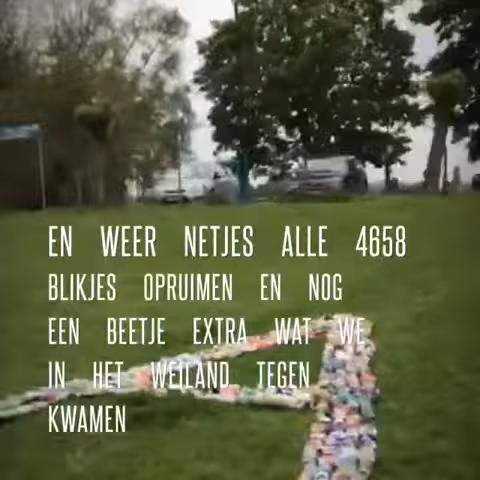 EN WEER NETJES ALLE 4658
BLIKJES OPRUIMEN EN NOG
EEN BEETJE EXTRA WAT WE
IN HET WEILAND TEGEN
KWAMEN